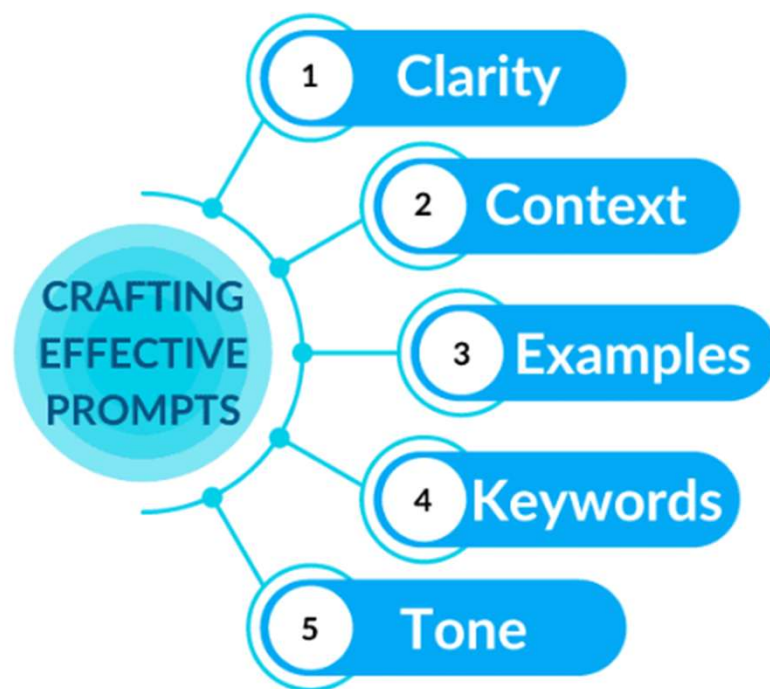 CRAFTING
EFFECTIVE
PROMPTS
1 Clarity
2 Context
3 Examples
4 Keywords
5 Tone